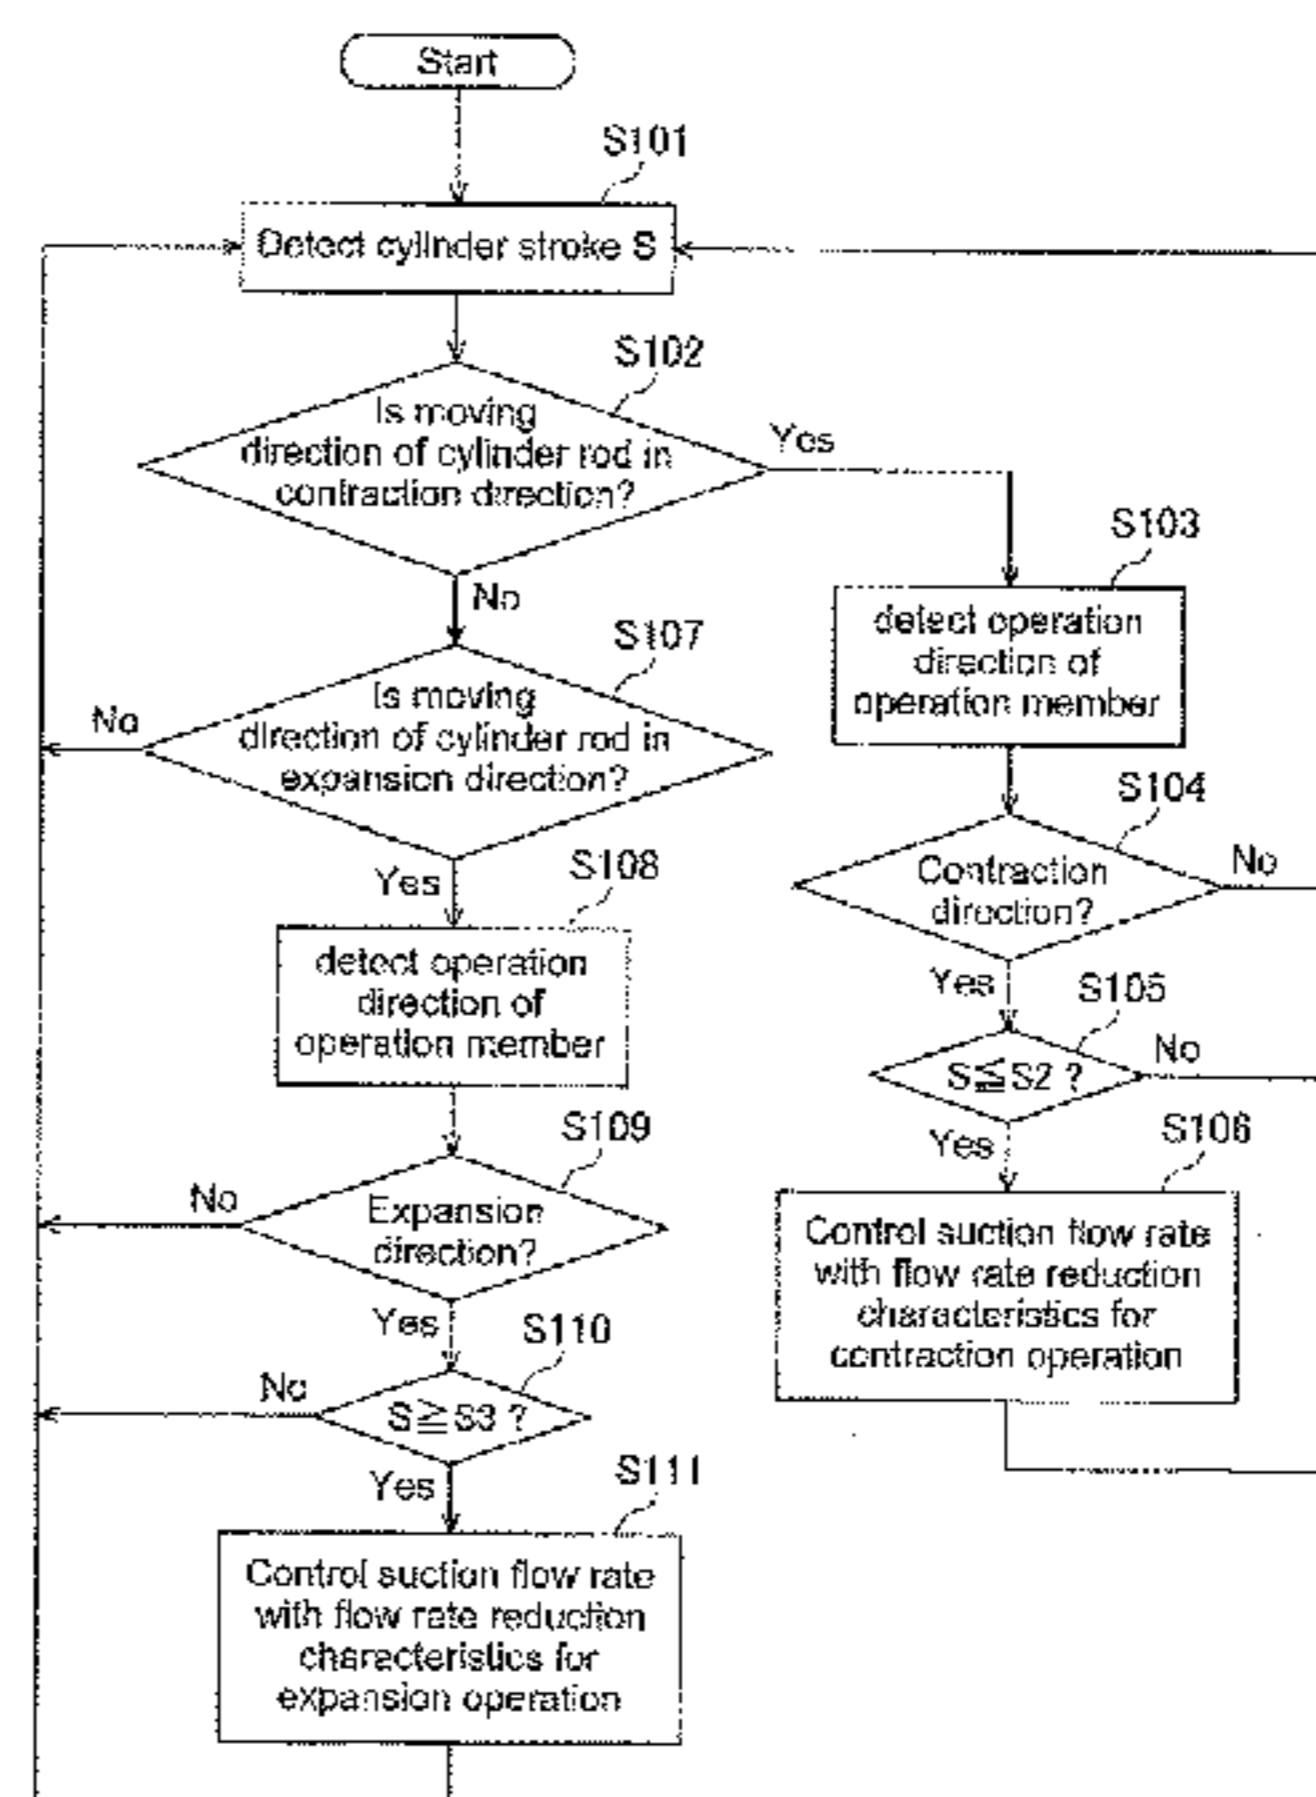 Start
S101
Detect cylinder stroke S
S102
Is moving
direction of cylinder rod in
contraction direction?
Yes
No
S103
detect operation
direction of
operation member
S107
Is moving
direction of cylinder rod in
expansion direction?
No
Yes
S104
Contraction
direction?
No
Yes
S108
detect operation
direction of
operation member
S105
S≦S2 ?
No
Yes
S109
Expansion
direction?
No
Yes
S106
Control suction flow rate
with flow rate reduction
characteristics for
contraction operation
S110
S≧S3 ?
No
Yes
S111
Control suction flow rate
with flow rate reduction
characteristics for
expansion operation